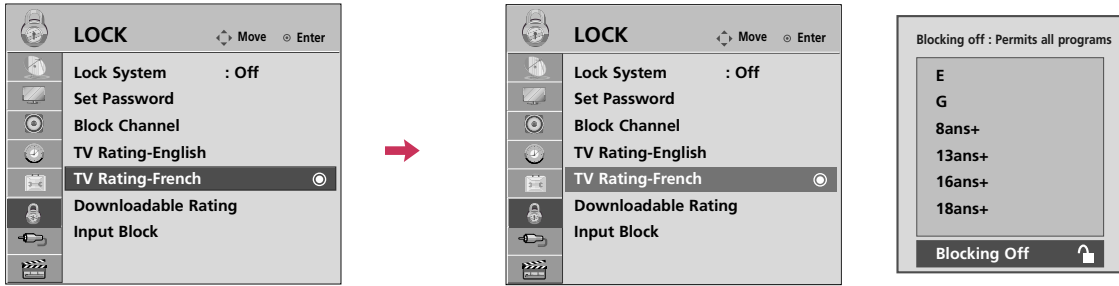 LOCK Move Enter
Lock System : Off
Set Password
Block Channel
TV Rating-English
TV Rating-French
Downloadable Rating
Input Block
LOCK Move Enter
Lock System : Off
Set Password
Block Channel
TV Rating-English
TV Rating-French
Downloadable Rating
Input Block
Blocking off : Permits all programs
E
G
8ans+
13ans+
16ans+
18ans+
Blocking Off